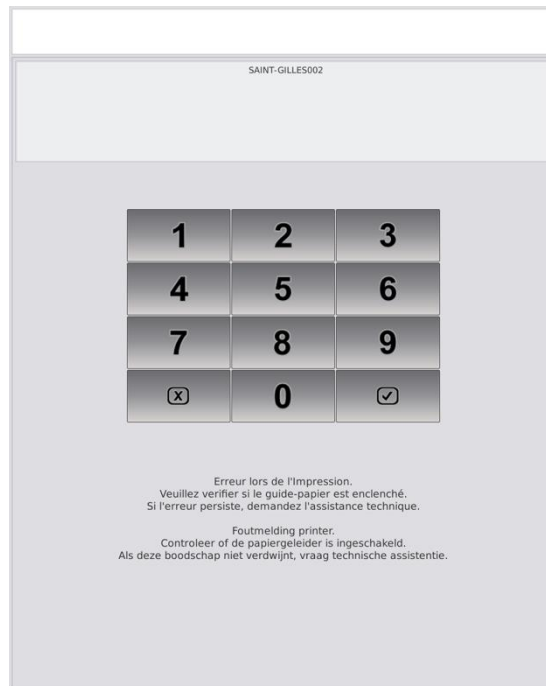 SAINT-GILLES002
1 2 3
4 5 6
7 8 9
X 0 ✓
Erreur lors de l'Impression.
Veuillez verifier si le guide-papier est enclenché.
Si l'erreur persiste, demandez l'assistance technique.
Foutmelding printer.
Controleer of de papiergeleider is ingeschakeld.
Als deze boodschap niet verdwijnt, vraag technische assistentie.